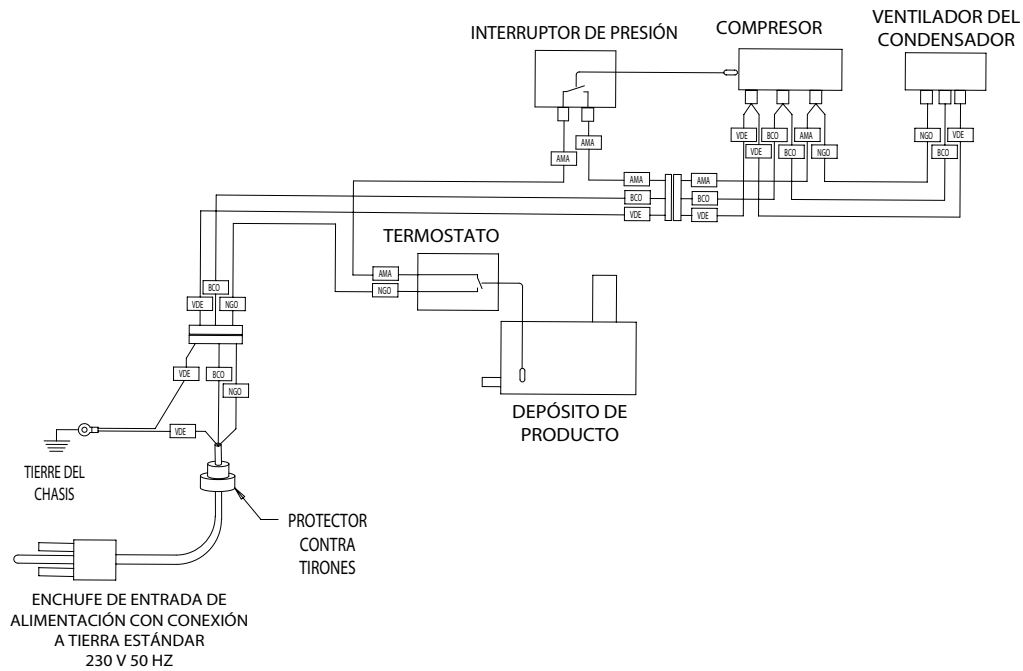 INTERRUPTOR DE PRESIÓN
COMPRESOR
VENTILADOR DEL
CONDENSADOR
VDE
BCO
AMA
NGO
VDE
AMA
VDE
BCO
NGO
BCO
AMA
AMA
AMA
BCO
BCO
VDE
VDE
TERMOSTATO
AMA
NGO
BCO
VDE
NGO
VDE
BCO
NGO
VDE
DEPÓSITO DE
PRODUCTO
TIERRE DEL
CHASIS
PROTECTOR
CONTRA
TIRONES
ENCHUFE DE ENTRADA DE
ALIMENTACIÓN CON CONEXIÓN
A TIERRA ESTÁNDAR
230 V 50 HZ